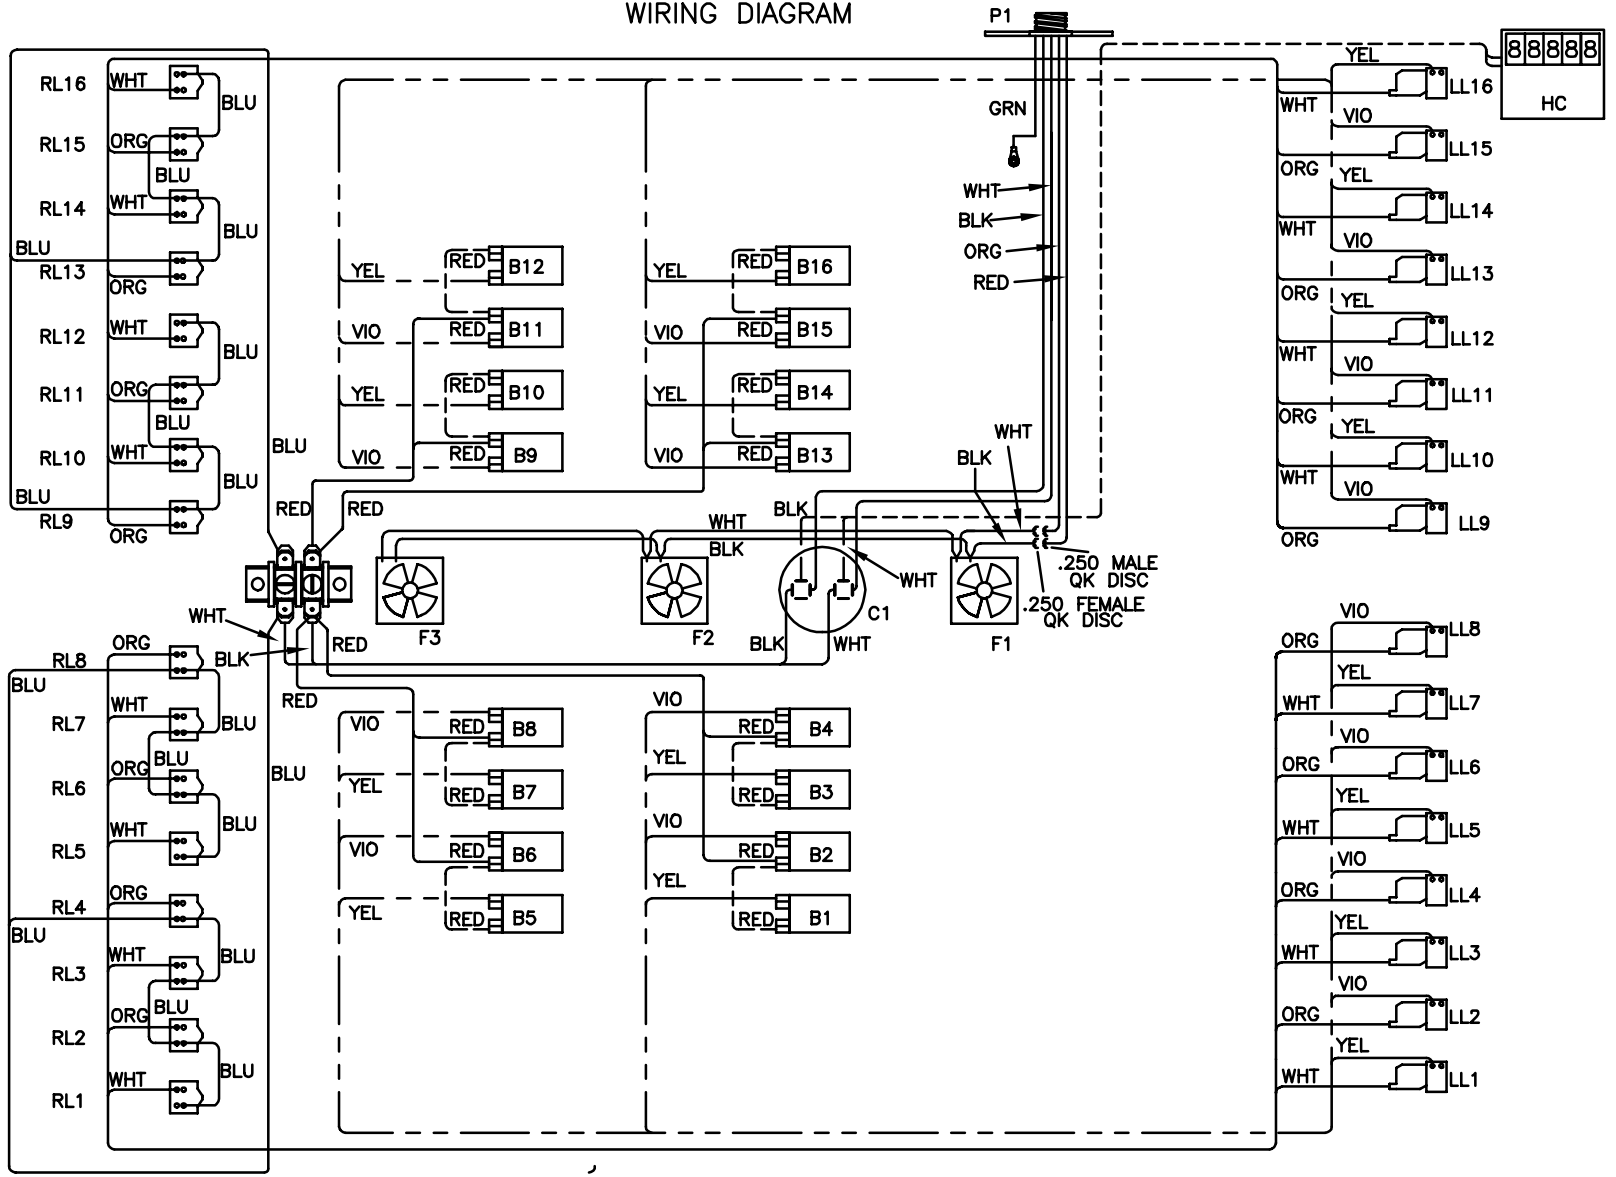 WIRING DIAGRAM
P1
88888
HC
GRN
WHT
BLK
ORG
RED
RL16
WHT
BLU
RL15
ORG
BLU
RL14
WHT
BLU
BLU
RL13
ORG
RL12
WHT
BLU
RL11
ORG
BLU
RL10
WHT
BLU
BLU
RL9
ORG
BLU
RED
RED
YEL
RED
B12
VIO
RED
B11
YEL
RED
B10
VIO
RED
B9
YEL
RED
B16
VIO
RED
B15
YEL
RED
B14
VIO
RED
B13
YEL
WHT
LL16
VIO
ORG
LL15
YEL
WHT
LL14
VIO
ORG
LL13
YEL
WHT
LL12
VIO
ORG
LL11
YEL
WHT
LL10
VIO
ORG
LL9
WHT
BLK
BLK
WHT
BLK
WHT
.250 MALE
QK DISC
.250 FEMALE
QK DISC
F3
F2
C1
F1
BLK
WHT
WHT
BLK
RED
RED
BLU
RL8
ORG
BLU
RL7
WHT
BLU
BLU
RL6
ORG
RL5
WHT
BLU
RL4
ORG
BLU
RL3
WHT
BLU
BLU
RL2
ORG
RL1
WHT
BLU
VIO
RED
B8
YEL
RED
B7
VIO
RED
B6
YEL
RED
B5
VIO
RED
B4
YEL
RED
B3
VIO
RED
B2
YEL
RED
B1
VIO
ORG
LL8
YEL
WHT
LL7
VIO
ORG
LL6
YEL
WHT
LL5
VIO
ORG
LL4
YEL
WHT
LL3
VIO
ORG
LL2
YEL
WHT
LL1